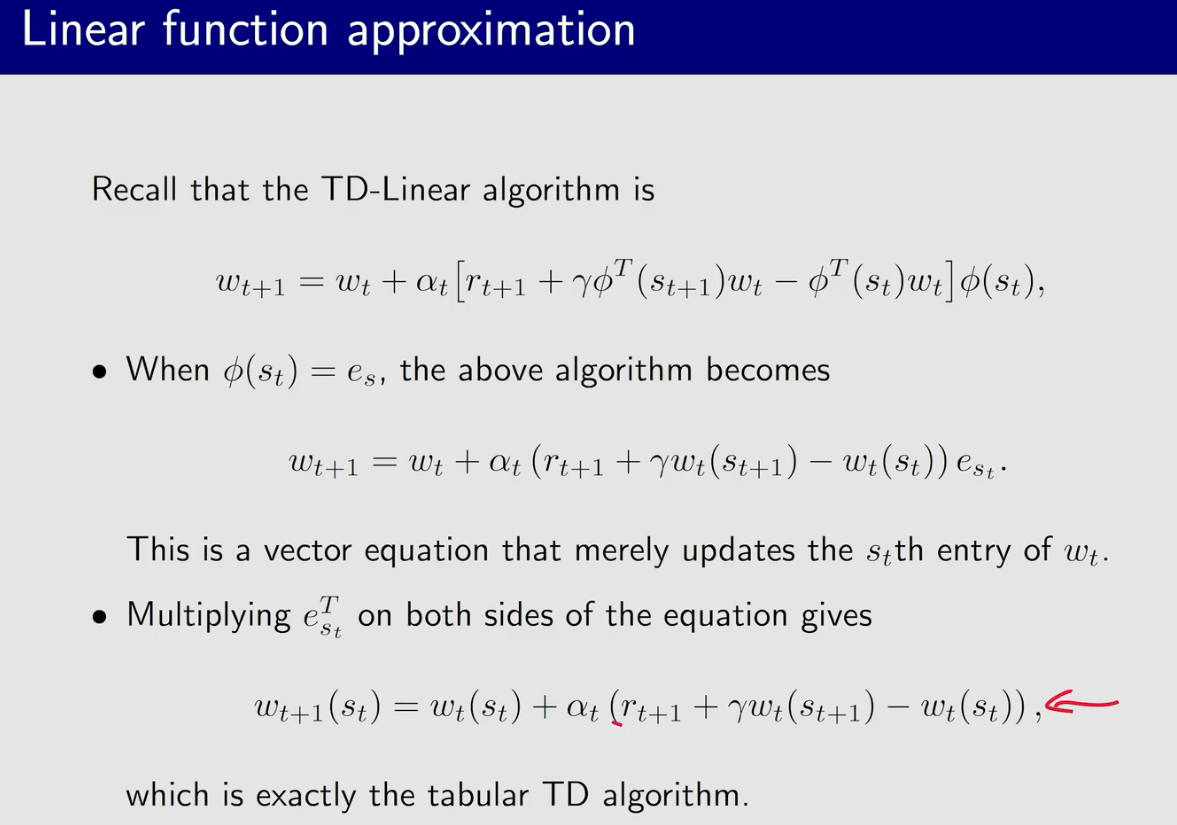 Linear function approximation
Recall that the TD-Linear algorithm is
$w_{t+1} = w_t + \alpha_t \left[ r_{t+1} + \gamma \phi^T(s_{t+1}) w_t - \phi^T(s_t) w_t \right] \phi(s_t),$
• When $\phi(s_t) = e_s$, the above algorithm becomes
$w_{t+1} = w_t + \alpha_t \left( r_{t+1} + \gamma w_t(s_{t+1}) - w_t(s_t) \right) e_{s_t}.$
This is a vector equation that merely updates the $s_t$th entry of $w_t$.
• Multiplying $e_{s_t}^T$ on both sides of the equation gives
$w_{t+1}(s_t) = w_t(s_t) + \alpha_t \left( r_{t+1} + \gamma w_t(s_{t+1}) - w_t(s_t) \right),$
which is exactly the tabular TD algorithm.